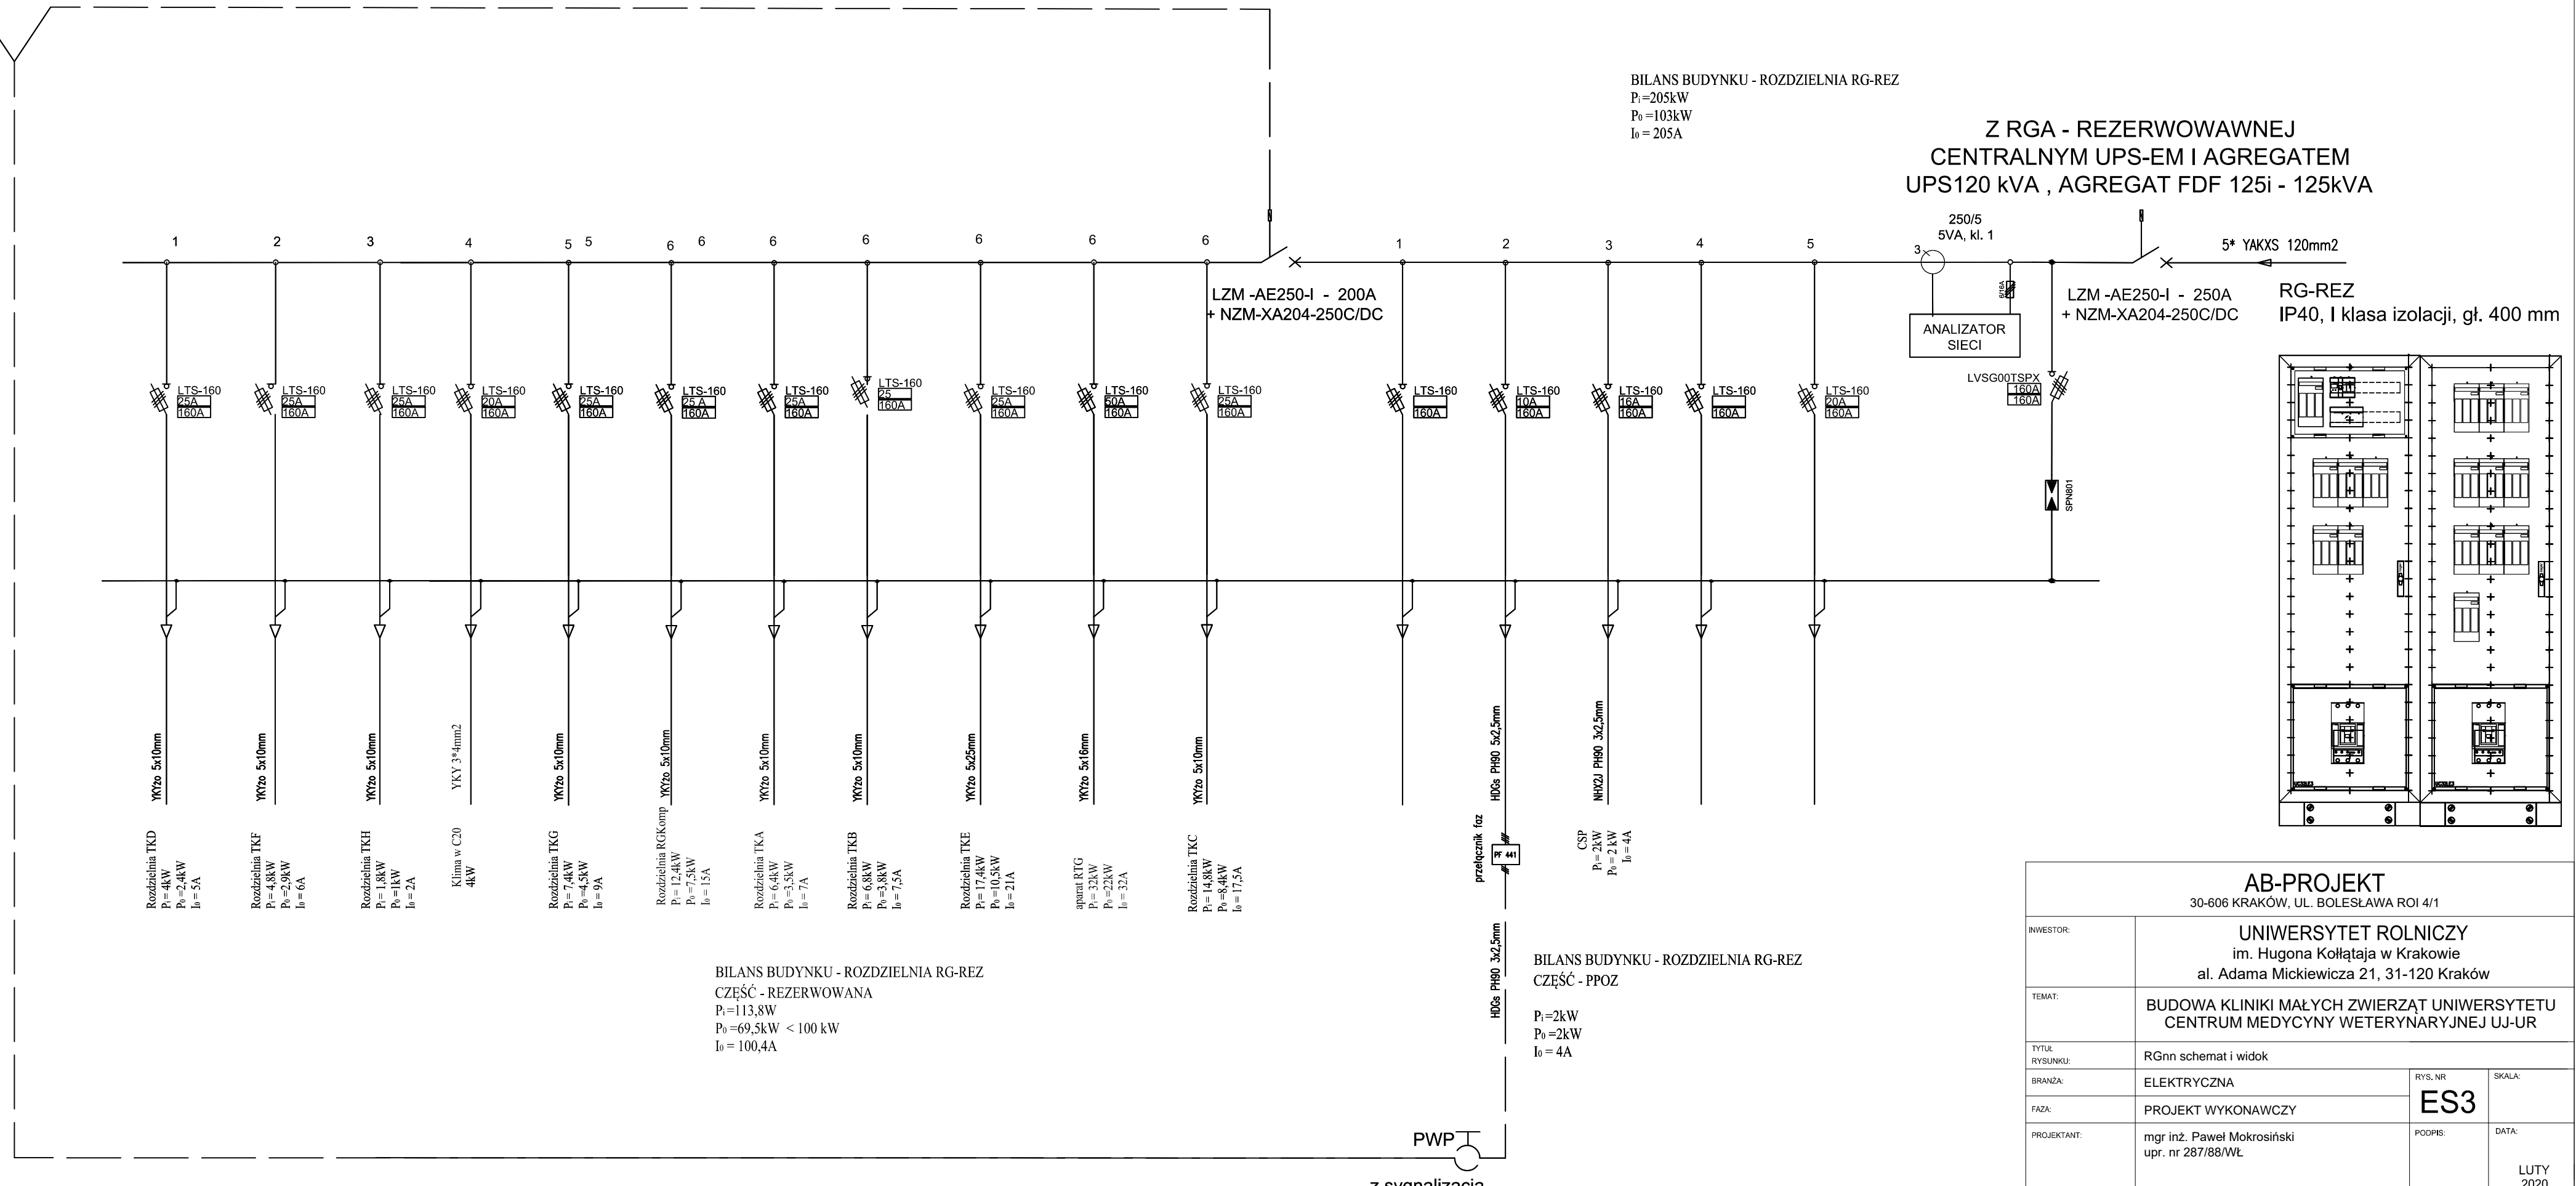 BILANS BUDYNKU - ROZDZIELNIA RG-REZ
Pi=205kW
P0 =103kW
I0 = 205A
Z RGA - REZERWOWAWNEJ
CENTRALNYM UPS-EM I AGREGATEM
UPS120 kVA , AGREGAT FDF 125i - 125kVA
1
2
3
4
5
5
6
6
6
6
6
6
6
1
2
3
4
5
250/5
5VA, kl. 1
3
5* YAKXS 120mm2
LZM -AE250-I - 200A
+ NZM-XA204-250C/DC
6/16A
ANALIZATOR
SIECI
LZM -AE250-I - 250A
+ NZM-XA204-250C/DC
RG-REZ
IP40, I klasa izolacji, gł. 400 mm
LTS-160
25A
160A
LTS-160
25A
160A
LTS-160
25A
160A
LTS-160
20A
160A
LTS-160
25A
160A
LTS-160
25 A
160A
LTS-160
25A
160A
LTS-160
25
160A
LTS-160
25A
160A
LTS-160
50A
160A
LTS-160
25A
160A
LTS-160
160A
LTS-160
10A
160A
LTS-160
16A
160A
LTS-160
160A
LTS-160
20A
160A
LVSG00TSPX
160A
160A
SPN801
YKYżo 5x10mm
YKYżo 5x10mm
YKYżo 5x10mm
YKY 3*4mm2
YKYżo 5x10mm
YKYżo 5x10mm
YKYżo 5x10mm
YKYżo 5x10mm
YKYżo 5x25mm
YKYżo 5x16mm
YKYżo 5x10mm
HDGs PH90 5x2,5mm
NHX2J PH90 3x2,5mm
Rozdzielnia TKD
Pi= 4kW
P0 =2,4kW
I0 = 5A
Rozdzielnia TKF
Pi= 4,8kW
P0 =2,9kW
I0 = 6A
Rozdzielnia TKH
Pi= 1,8kW
P0 =1kW
I0 = 2A
Klima w C20
4kW
Rozdzielnia TKG
Pi= 7,4kW
P0 =4,5kW
I0 = 9A
Rozdzielnia RGKomp
Pi= 12,4kW
P0 =7,5kW
I0 = 15A
Rozdzielnia TKA
Pi= 6,4kW
P0 =3,5kW
I0 = 7A
Rozdzielnia TKB
Pi= 6,8kW
P0 =3,8kW
I0 = 7,5A
Rozdzielnia TKE
Pi= 17,4kW
P0 =10,5kW
I0 = 21A
aparat RTG
Pi= 32kW
P0 =22kW
I0 = 32A
Rozdzielnia TKC
Pi= 14,8kW
P0 =8,4kW
I0 = 17,5A
przełącznik faz
PF 441
CSP
Pi= 2kW
P0 = 2 kW
I0 = 4A
HDGs PH90 3x2,5mm
BILANS BUDYNKU - ROZDZIELNIA RG-REZ
CZĘŚĆ - REZERWOWANA
Pi=113,8W
P0 =69,5kW < 100 kW
I0 = 100,4A
BILANS BUDYNKU - ROZDZIELNIA RG-REZ
CZĘŚĆ - PPOZ
Pi=2kW
P0 =2kW
I0 = 4A
PWP
z sygnalizacja
AB-PROJEKT
30-606 KRAKÓW, UL. BOLESŁAWA ROI 4/1
INWESTOR:
UNIWERSYTET ROLNICZY
im. Hugona Kołłątaja w Krakowie
al. Adama Mickiewicza 21, 31-120 Kraków
TEMAT:
BUDOWA KLINIKI MAŁYCH ZWIERZĄT UNIWERSYTETU
CENTRUM MEDYCYNY WETERYNARYJNEJ UJ-UR
TYTUŁ
RYSUNKU:
RGnn schemat i widok
BRANŻA:
ELEKTRYCZNA
RYS. NR
ES3
SKALA:
FAZA:
PROJEKT WYKONAWCZY
PROJEKTANT:
mgr inż. Paweł Mokrosiński
upr. nr 287/88/WŁ
PODPIS:
DATA:
LUTY
2020